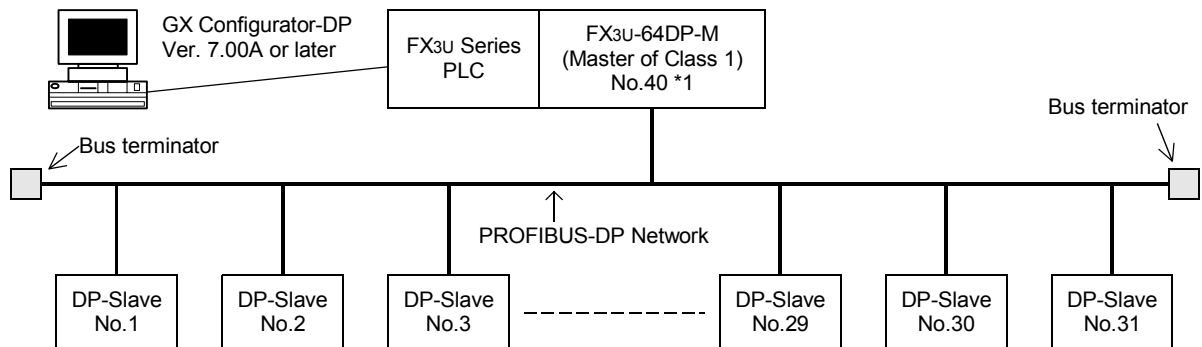 GX Configurator-DP
Ver. 7.00A or later
FX3U Series
PLC
FX3U-64DP-M
(Master of Class 1)
No.40 *1
Bus terminator
Bus terminator
PROFIBUS-DP Network
DP-Slave
No.1
DP-Slave
No.2
DP-Slave
No.3
DP-Slave
No.29
DP-Slave
No.30
DP-Slave
No.31